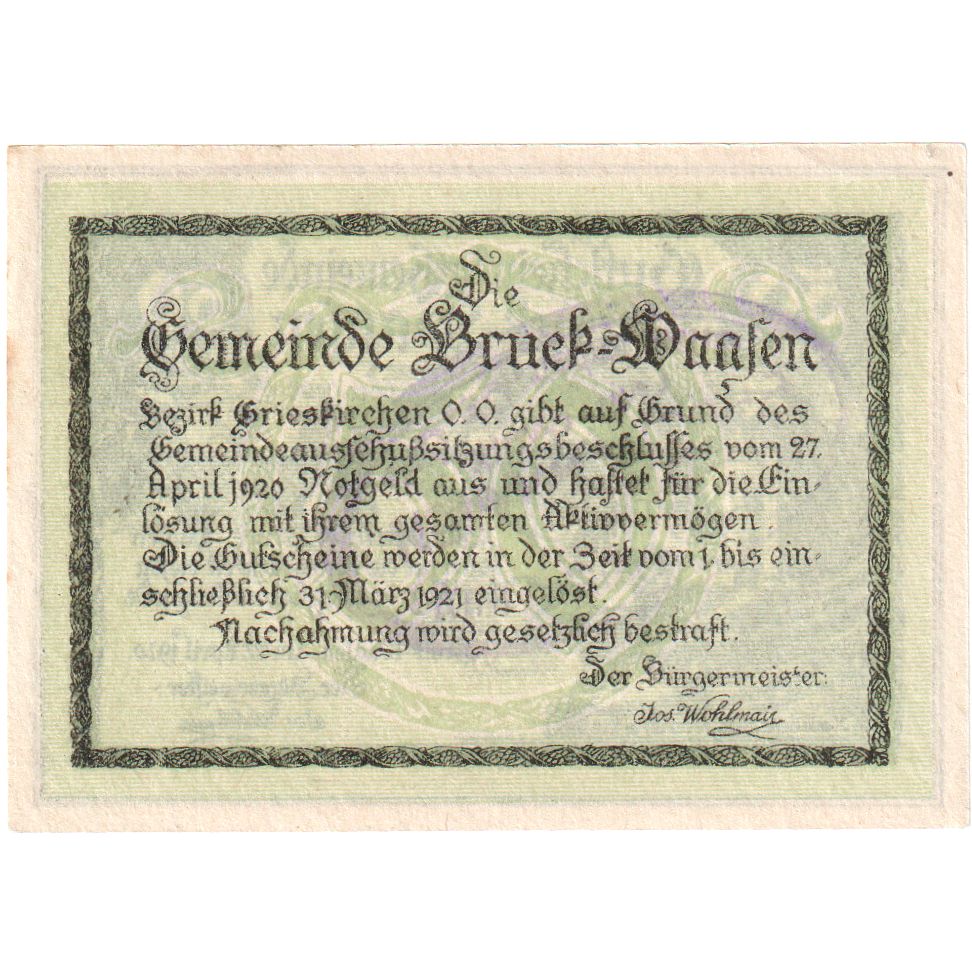 Die
Gemeinde Bruck-Waasen
Bezirk Grieskirchen O. O. gibt auf Grund des
Gemeindeausschußsitzungsbeschlusses vom 27.
April 1920 Notgeld aus und haftet für die Ein-
lösung mit ihrem gesamten Aktivvermögen.
Die Gutscheine werden in der Zeit vom 1. bis ein-
schließlich 31. März 1921 eingelöst.
Nachahmung wird gesetzlich bestraft.
Der Bürgermeister:
Jos. Wohlmair